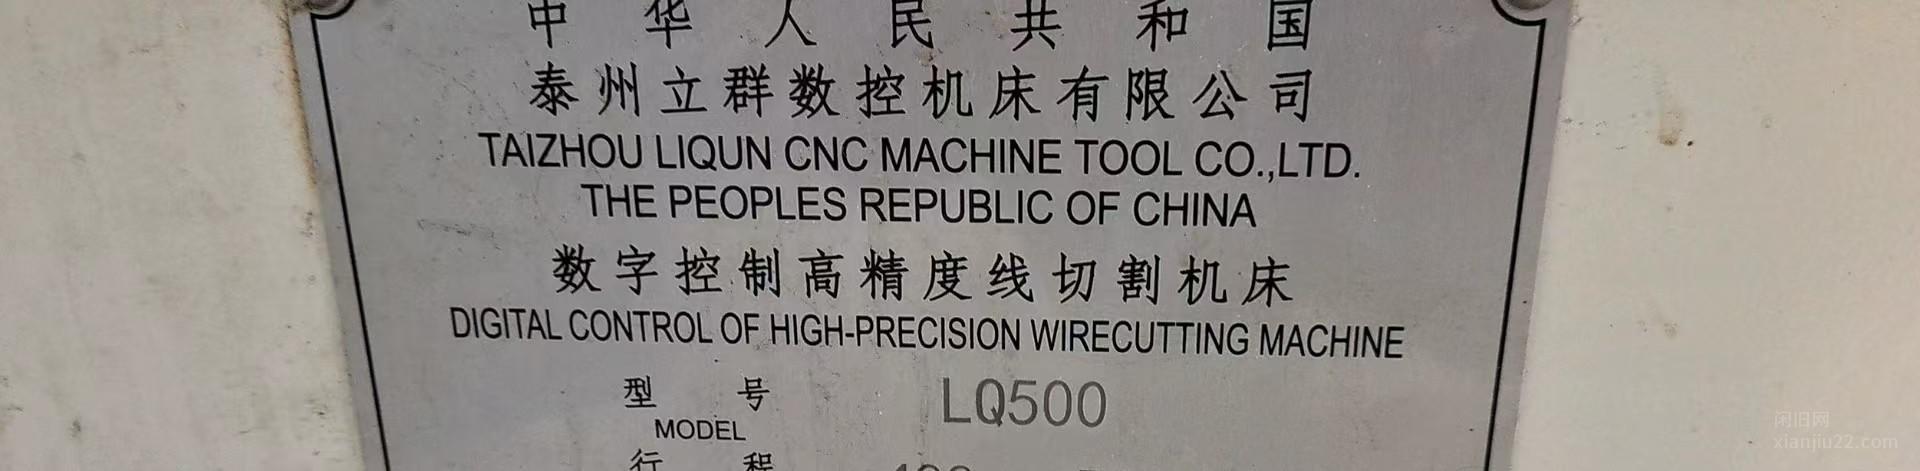 中华人民共和国
泰州立群数控机床有限公司
TAIZHOU LIQUN CNC MACHINE TOOL CO.,LTD.
THE PEOPLES REPUBLIC OF CHINA
数字控制高精度线切割机床
DIGITAL CONTROL OF HIGH-PRECISION WIRECUTTING MACHINE
型号 LQ500
MODEL
行程
闲旧网
xianjiu22.com